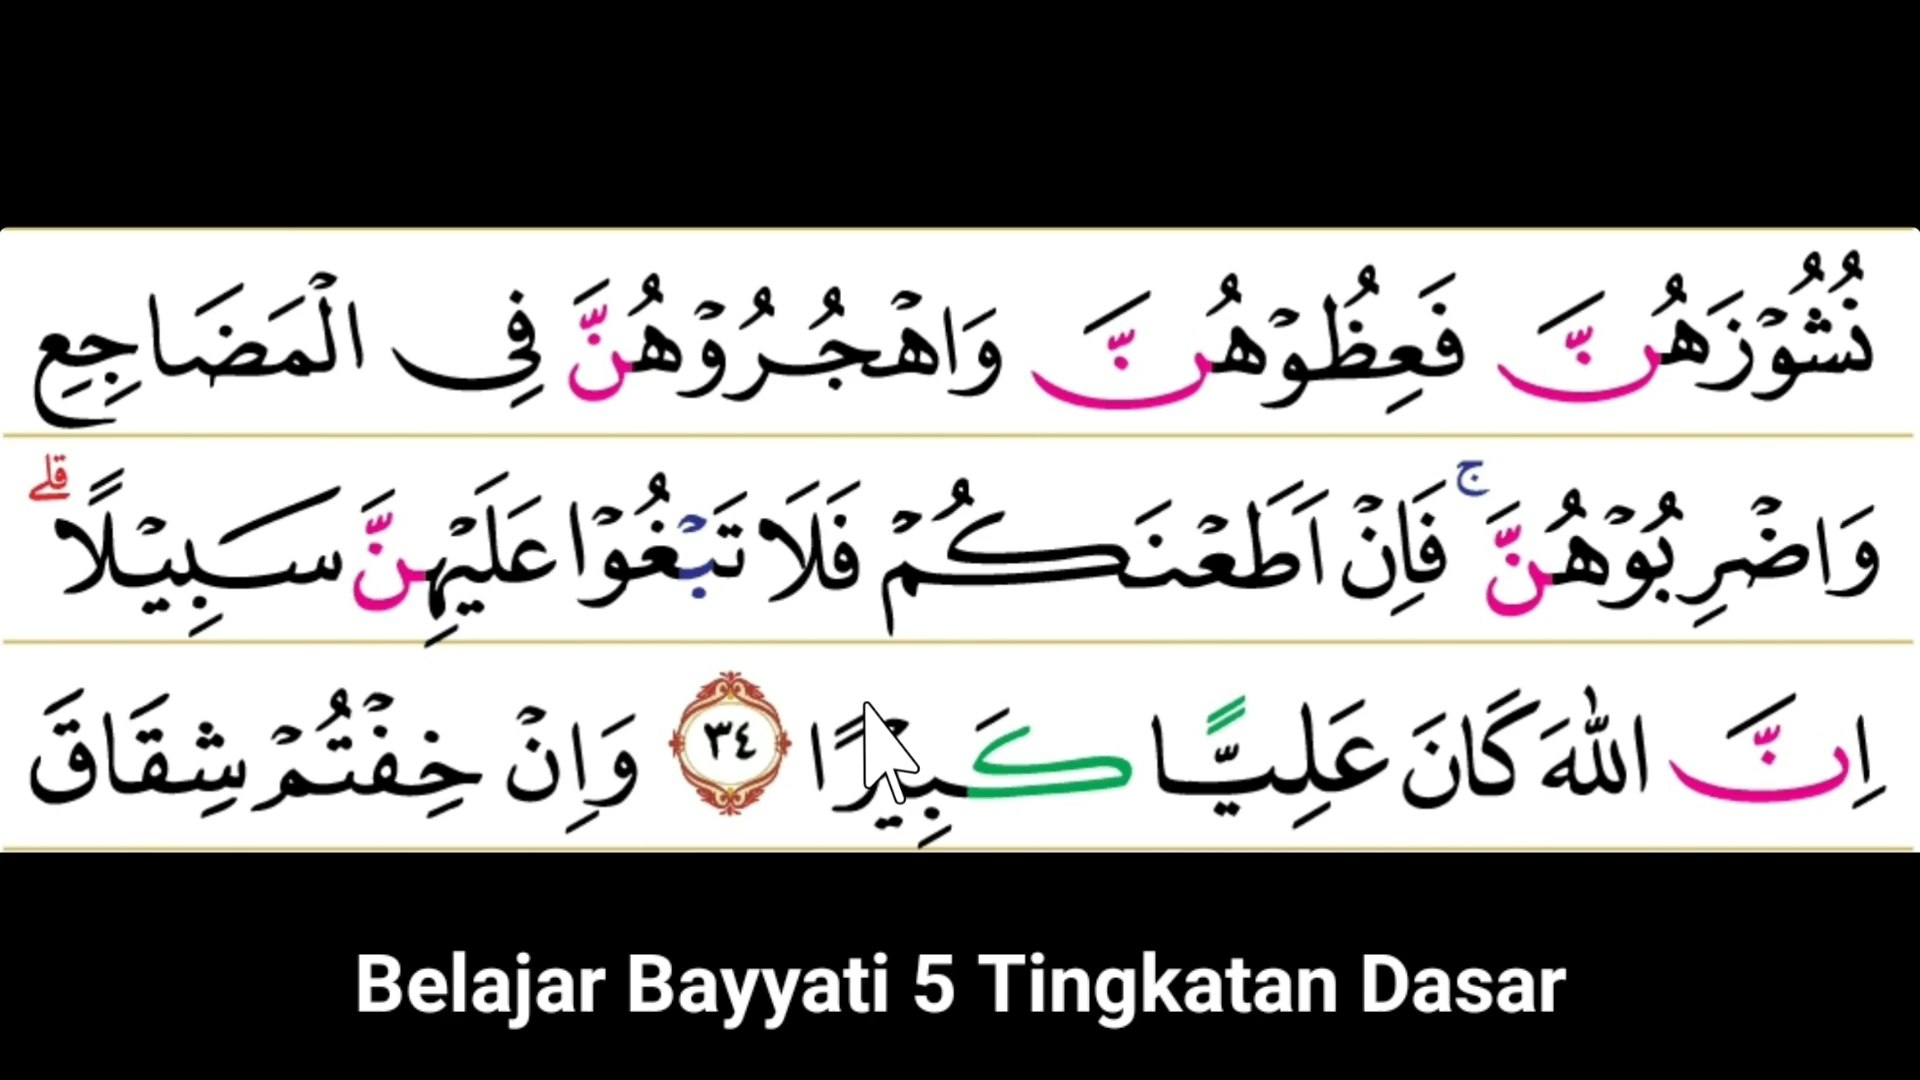 نُشُوْزَهُنَّ فَعِظُوْهُنَّ وَاهْجُرُوْهُنَّ فِى الْمَضَاجِعِ
وَاضْرِبُوْهُنَّ ۚ فَاِنْ اَطَعْنَكُمْ فَلَا تَبْغُوْا عَلَيْهِنَّ سَبِيْلًا ۗ
اِنَّ اللّٰهَ كَانَ عَلِيًّا كَبِيْرًا ٣٤ وَاِنْ خِفْتُمْ شِقَاقَ
Belajar Bayyati 5 Tingkatan Dasar